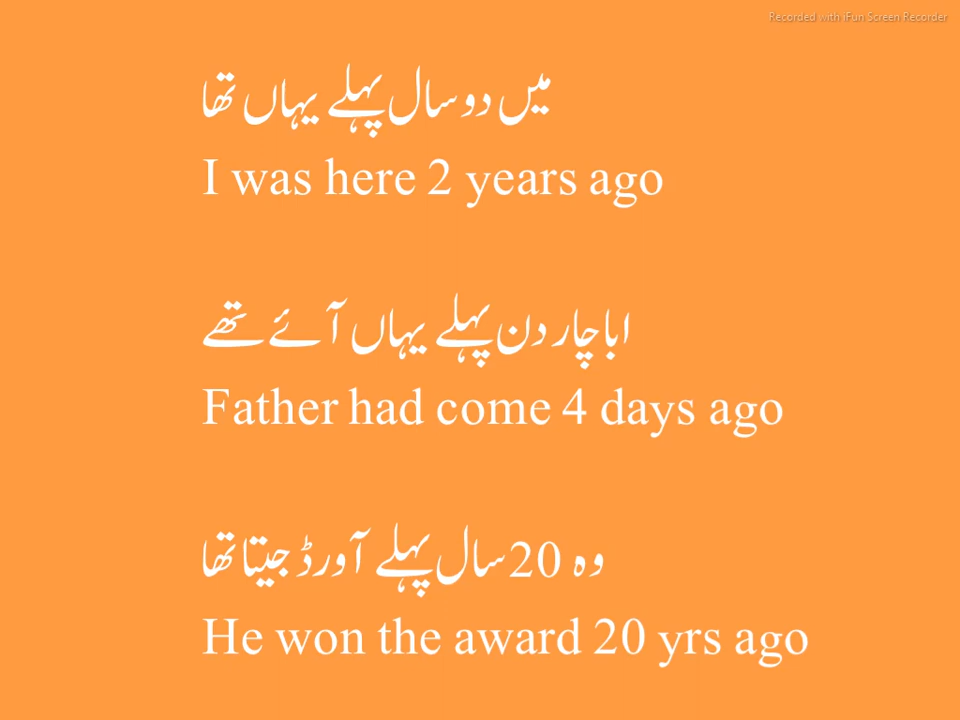 Recorded with iFun Screen Recorder
میں دو سال پہلے یہاں تھا
I was here 2 years ago
ابا چار دن پہلے یہاں آئے تھے
Father had come 4 days ago
وہ 20 سال پہلے آورڈ جیتا تھا
He won the award 20 yrs ago